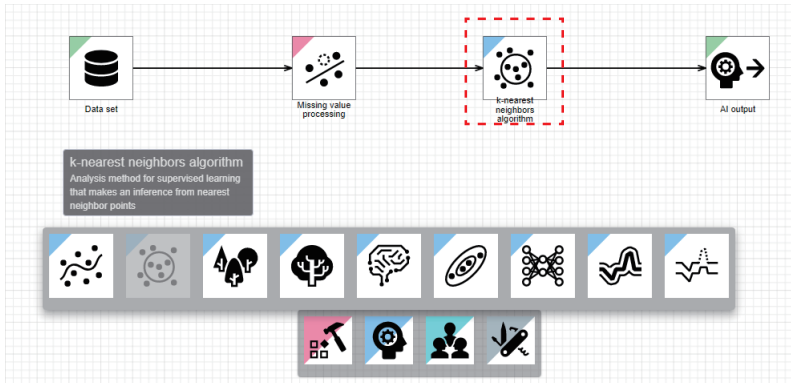 Data set
Missing value
processing
k-nearest
neighbors
algorithm
AI output
k-nearest neighbors algorithm
Analysis method for supervised learning
that makes an inference from nearest
neighbor points